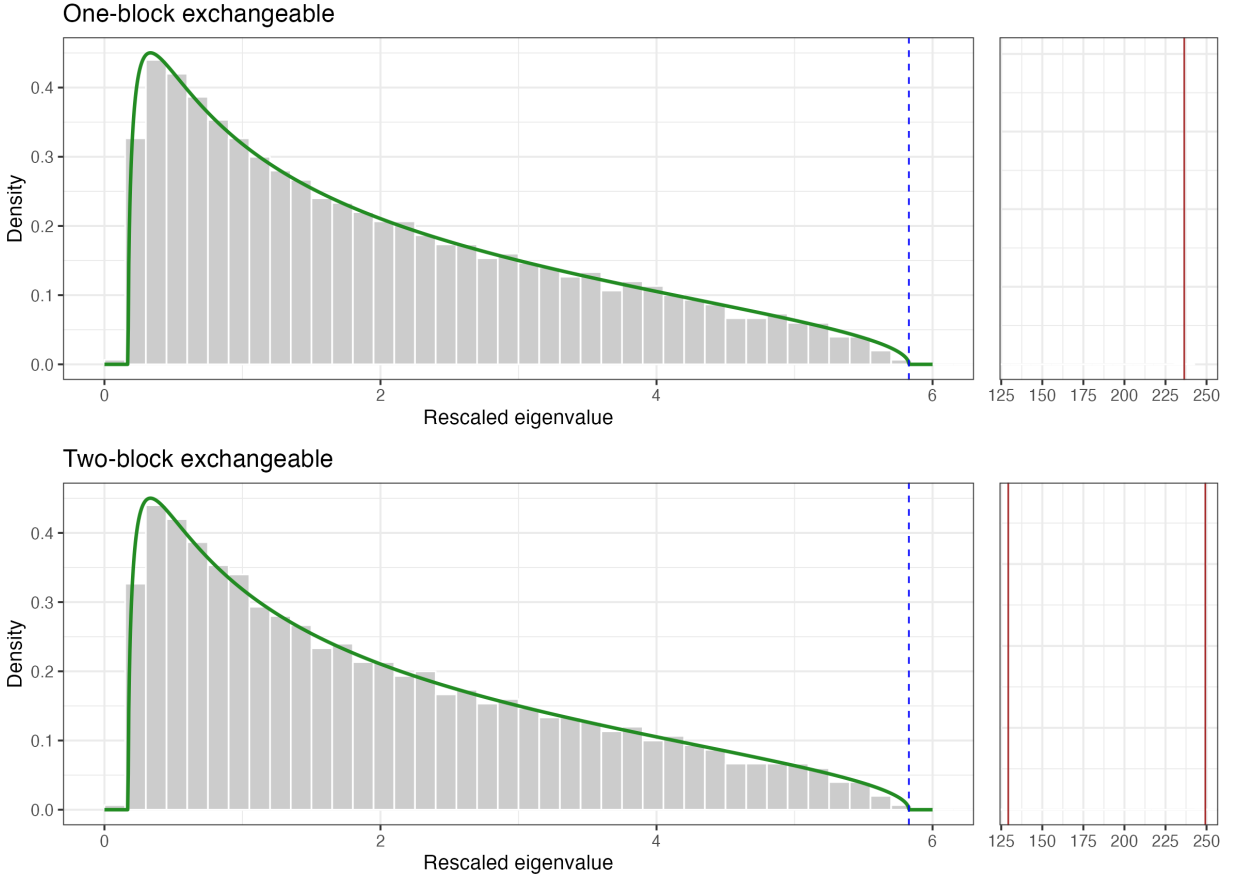 One-block exchangeable
Density
0.4
0.3
0.2
0.1
0.0
0 2 4 6
125 150 175 200 225 250
Rescaled eigenvalue
Two-block exchangeable
Density
0.4
0.3
0.2
0.1
0.0
0 2 4 6
125 150 175 200 225 250
Rescaled eigenvalue